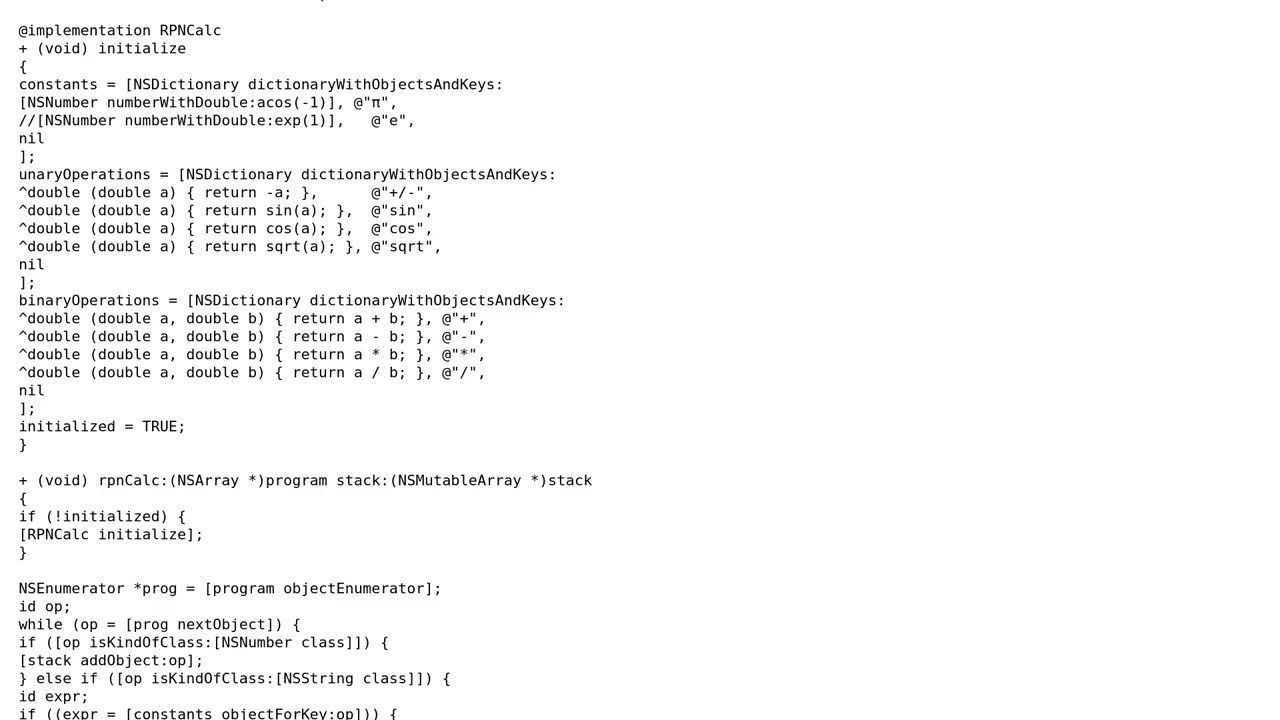 @implementation RPNCalc
+ (void) initialize
{
constants = [NSDictionary dictionaryWithObjectsAndKeys:
[NSNumber numberWithDouble:acos(-1)], @"π",
//[NSNumber numberWithDouble:exp(1)],   @"e",
nil
];
unaryOperations = [NSDictionary dictionaryWithObjectsAndKeys:
^double (double a) { return -a; },      @"+/-",
^double (double a) { return sin(a); },  @"sin",
^double (double a) { return cos(a); },  @"cos",
^double (double a) { return sqrt(a); }, @"sqrt",
nil
];
binaryOperations = [NSDictionary dictionaryWithObjectsAndKeys:
^double (double a, double b) { return a + b; }, @"+",
^double (double a, double b) { return a - b; }, @"-",
^double (double a, double b) { return a * b; }, @"*",
^double (double a, double b) { return a / b; }, @"/",
nil
];
initialized = TRUE;
}
+ (void) rpnCalc:(NSArray *)program stack:(NSMutableArray *)stack
{
if (!initialized) {
[RPNCalc initialize];
}
NSEnumerator *prog = [program objectEnumerator];
id op;
while (op = [prog nextObject]) {
if ([op isKindOfClass:[NSNumber class]]) {
[stack addObject:op];
} else if ([op isKindOfClass:[NSString class]]) {
id expr;
if ((expr = [constants objectForKey:op])) {